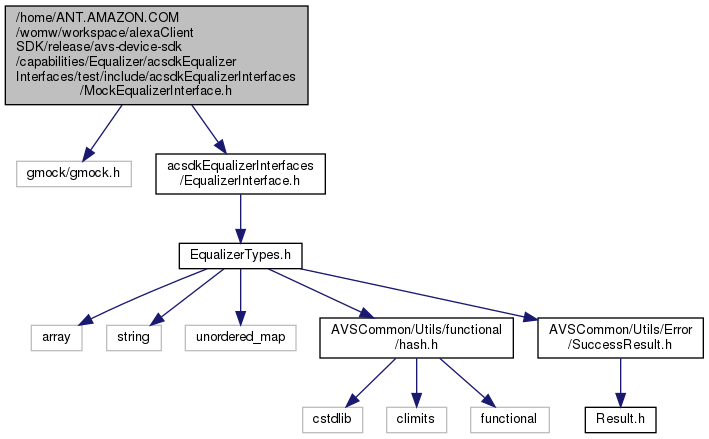 /home/ANT.AMAZON.COM
/womw/workspace/alexaClient
SDK/release/avs-device-sdk
/capabilities/Equalizer/acsdkEqualizer
Interfaces/test/include/acsdkEqualizerInterfaces
/MockEqualizerInterface.h
gmock/gmock.h
acsdkEqualizerInterfaces
/EqualizerInterface.h
EqualizerTypes.h
array
string
unordered_map
AVSCommon/Utils/functional
/hash.h
AVSCommon/Utils/Error
/SuccessResult.h
cstdlib
climits
functional
Result.h